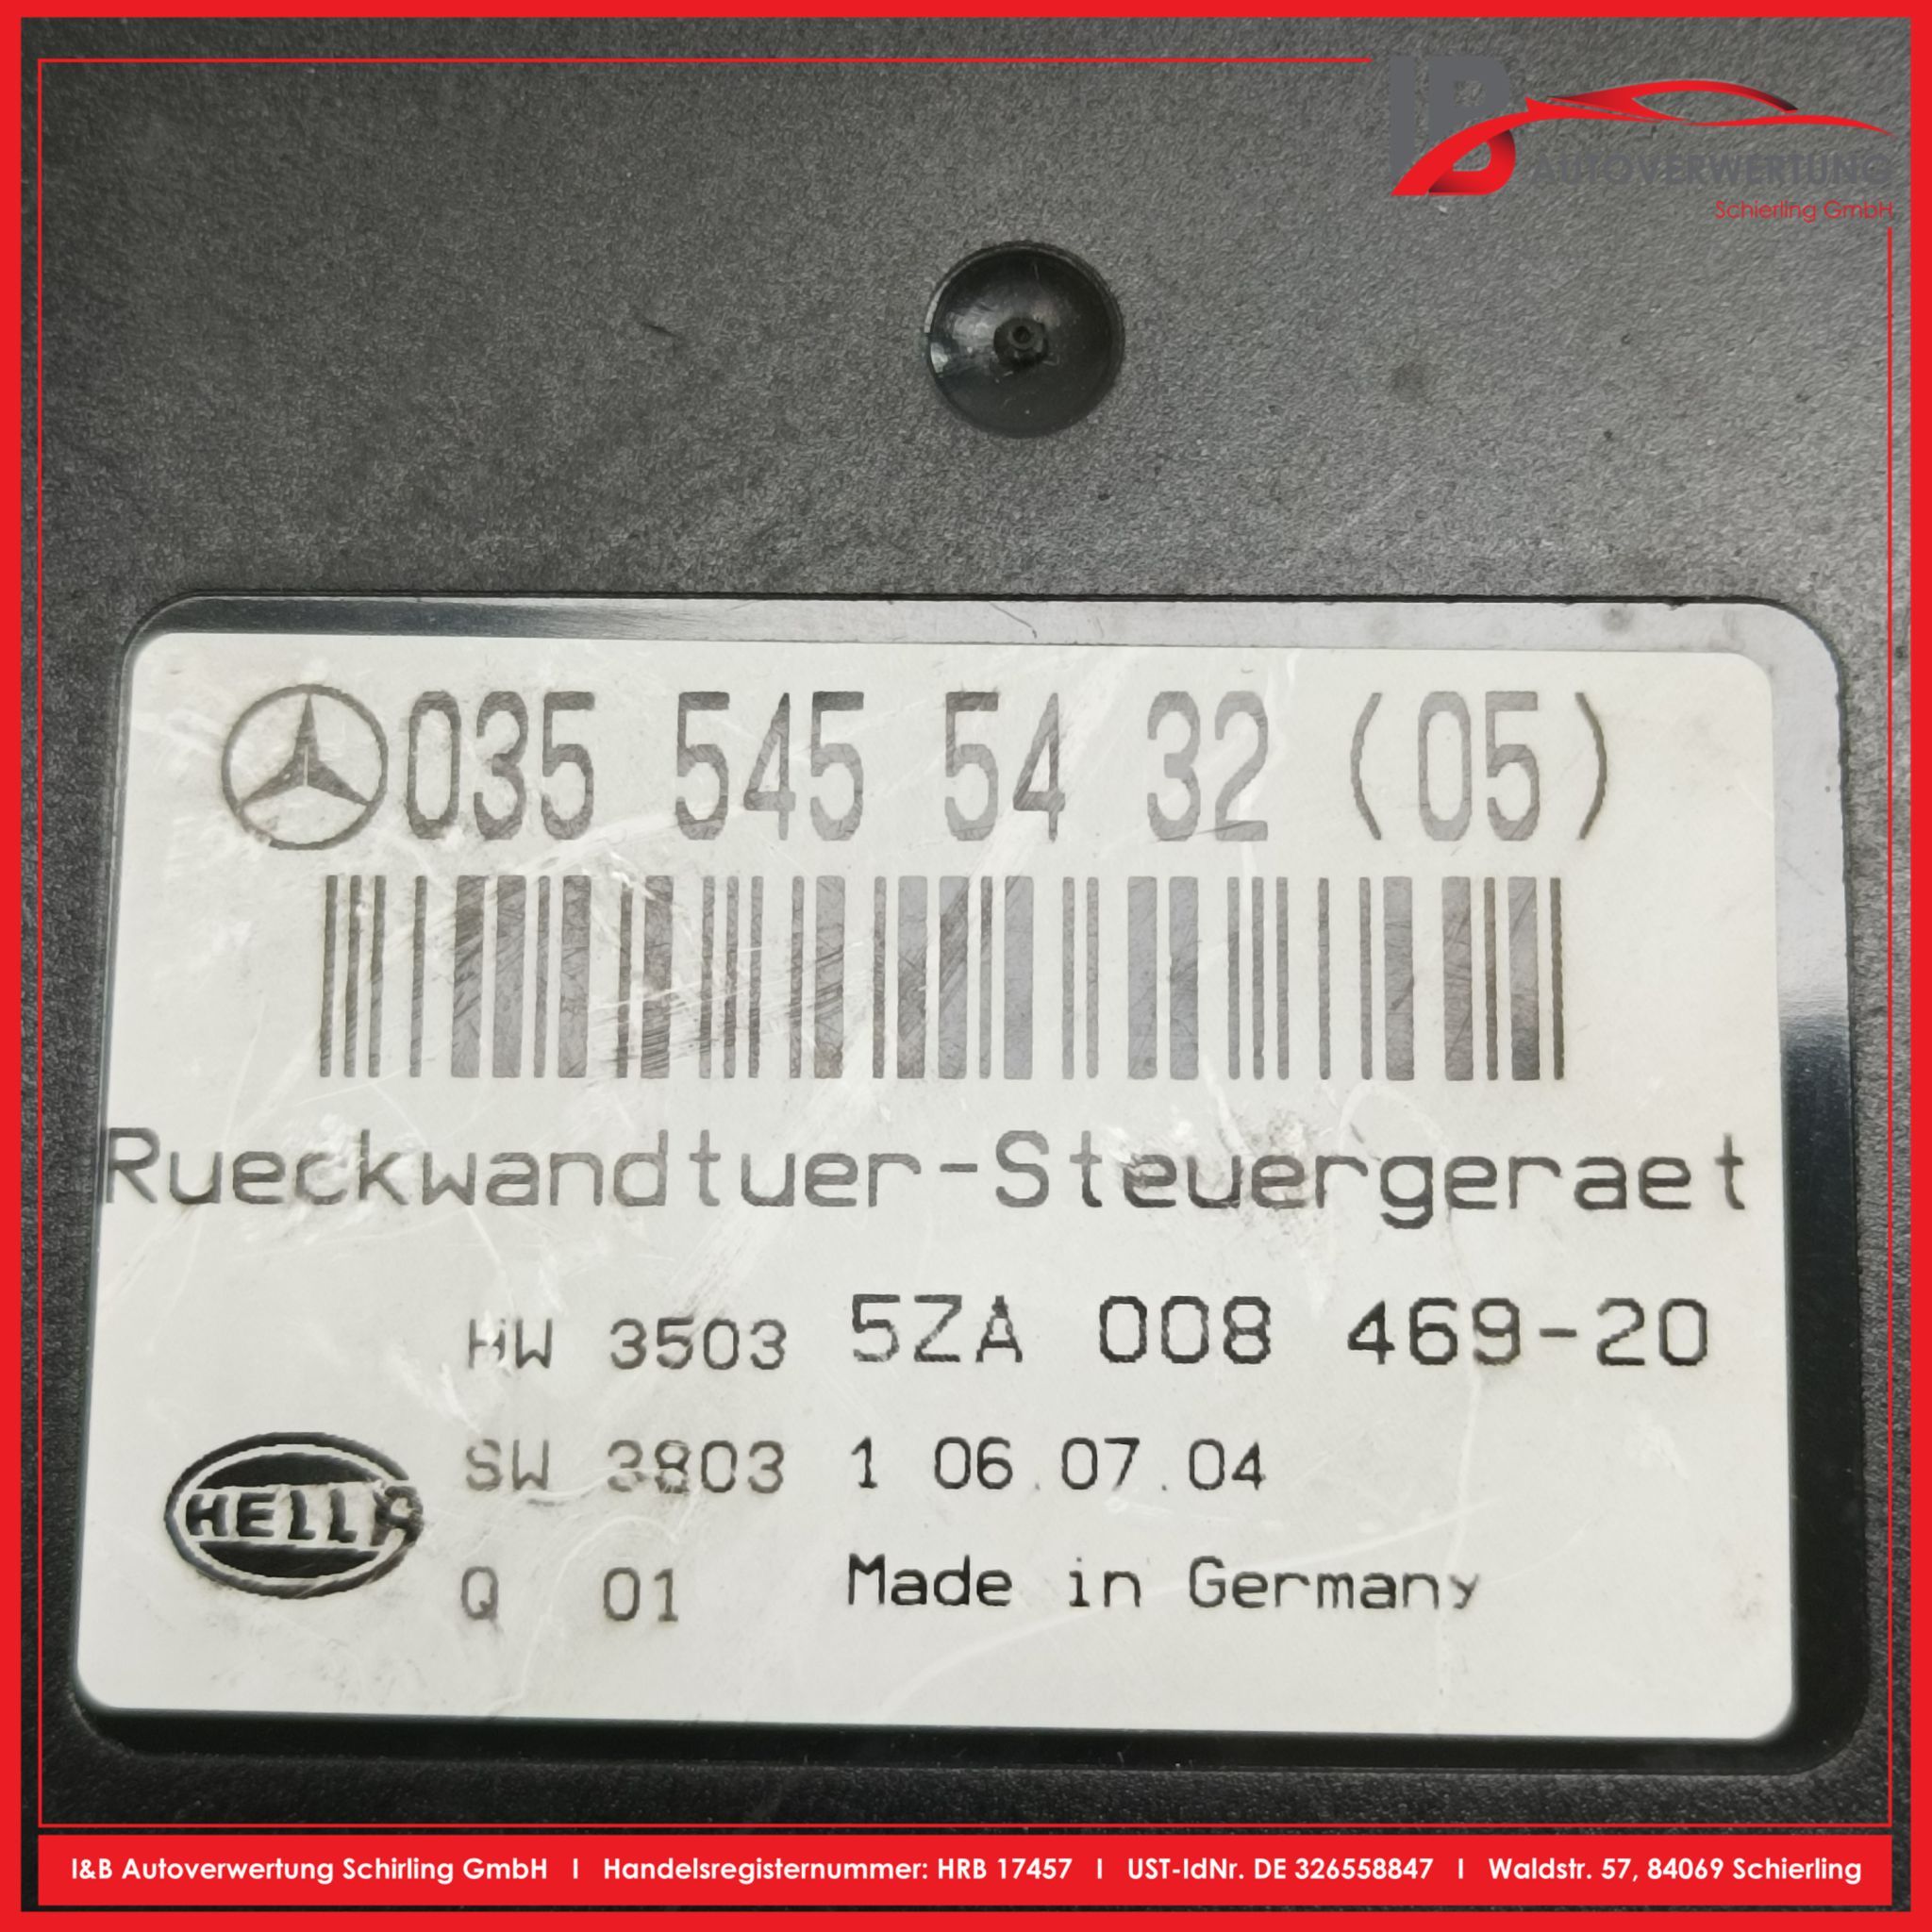 IB
AUTOVERWERTUNG
Schierling GmbH
035 545 54 32 (05)
Rueckwandtuer-Steuergeraet
HW 3503 5ZA 008 469-20
SW 3803 1 06.07.04
HELLA
Q 01 Made in Germany
I&B Autoverwertung Schirling GmbH I Handelsregisternummer: HRB 17457 I UST-IdNr. DE 326558847 I Waldstr. 57, 84069 Schierling